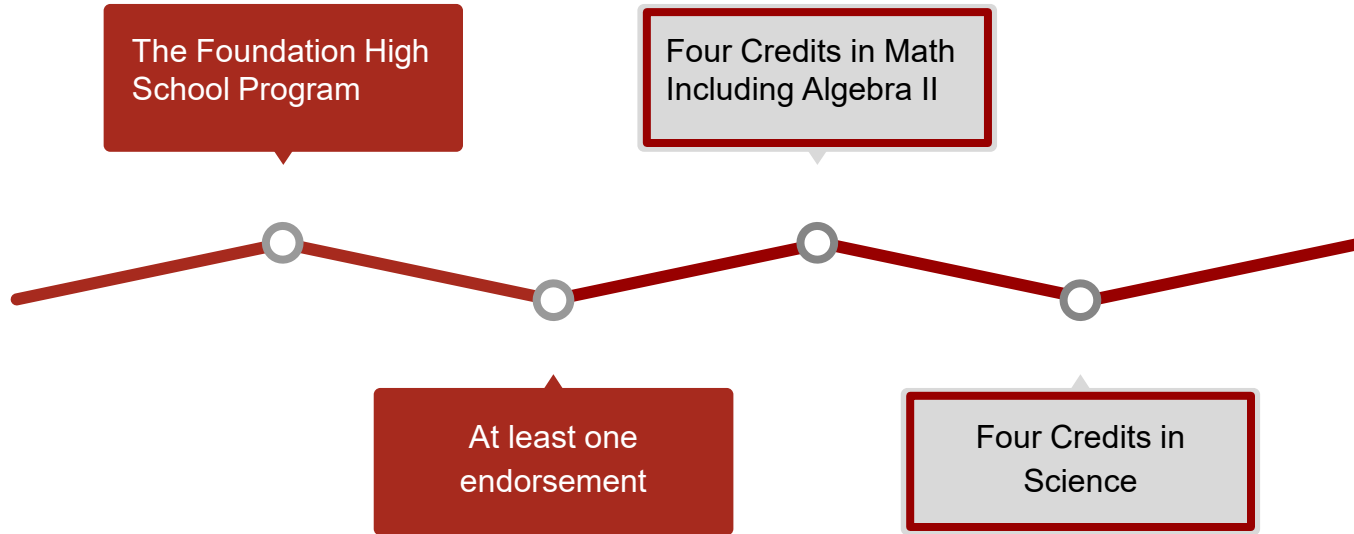 The Foundation High
School Program
Four Credits in Math
Including Algebra II
At least one
endorsement
Four Credits in
Science